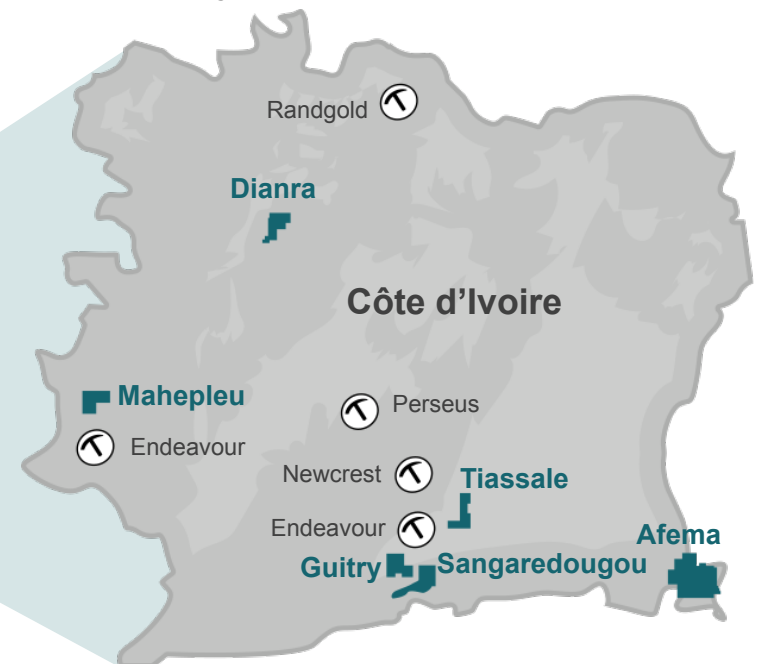 Randgold
Dianra
Côte d’Ivoire
Mahepleu
Perseus
Endeavour
Newcrest
Tiassale
Endeavour
Afema
Guitry
Sangaredougou